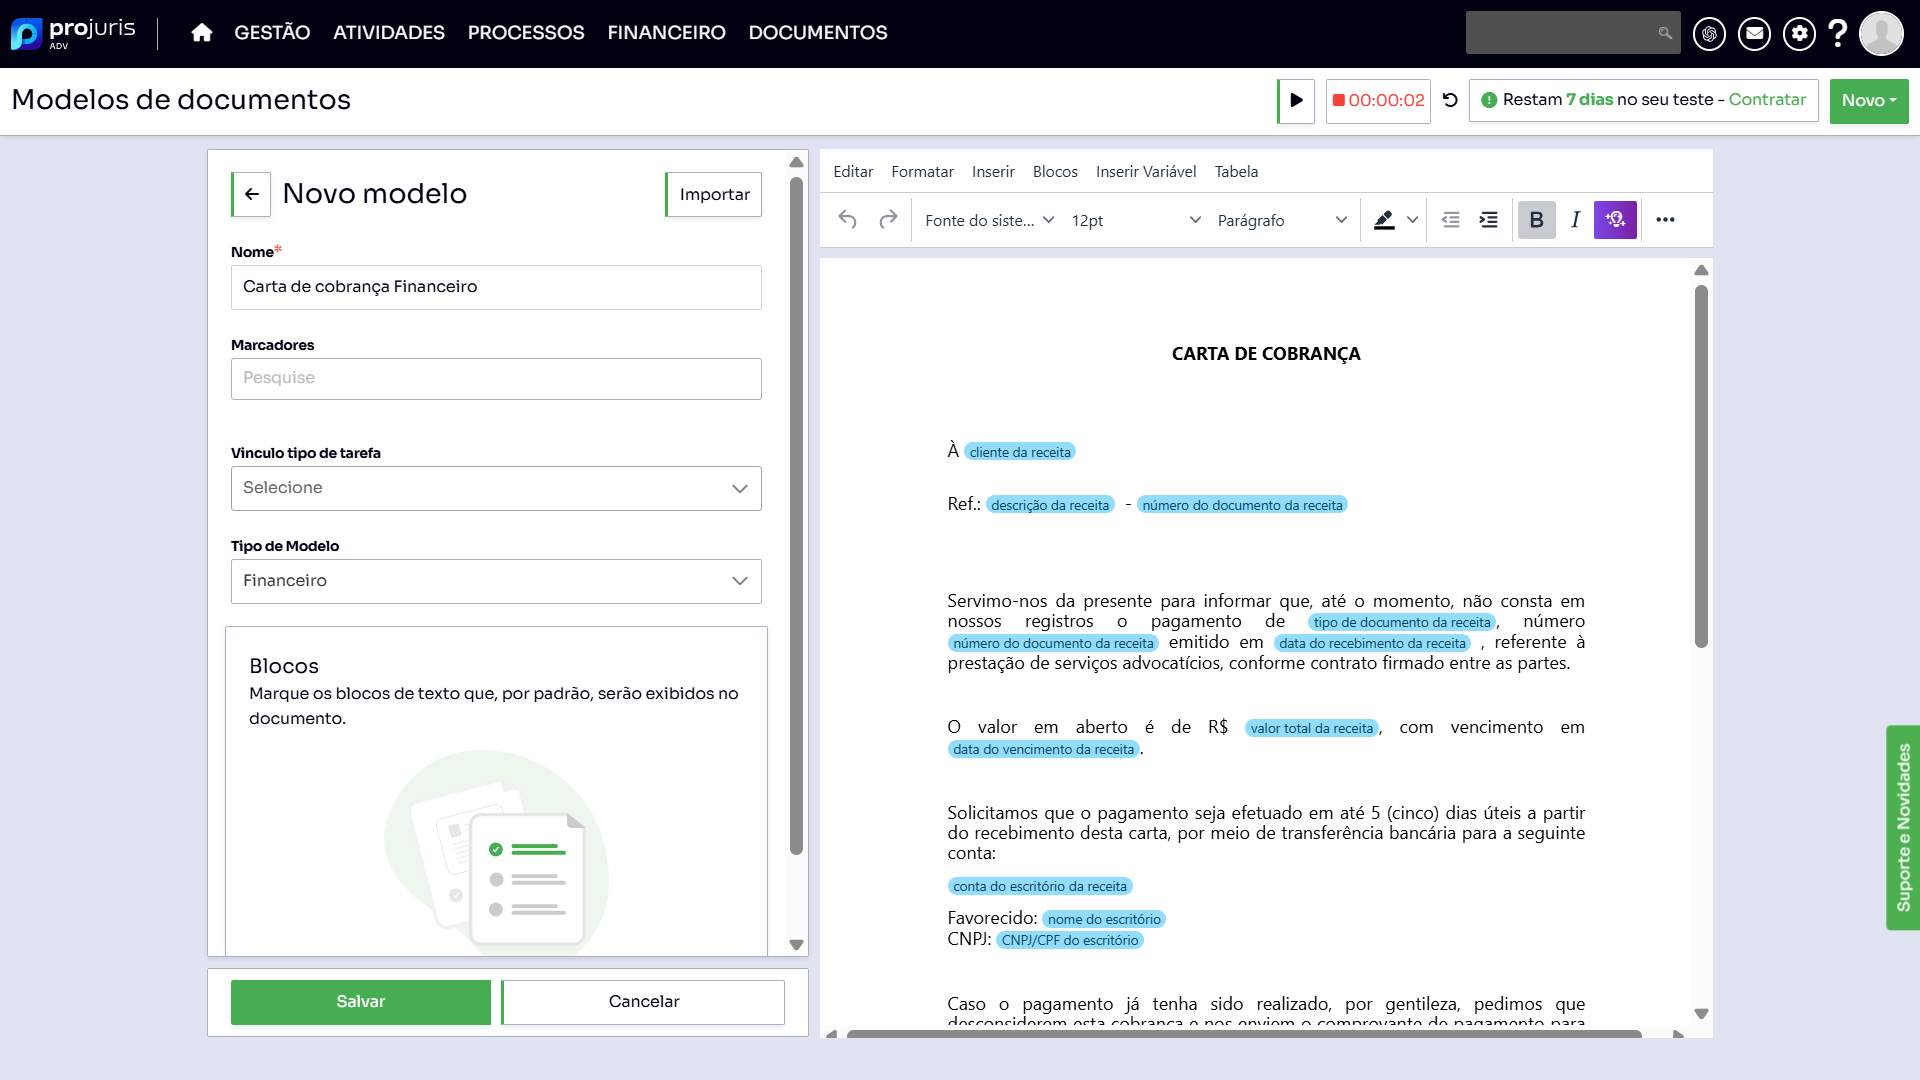 projuris
ADV
GESTÃO
ATIVIDADES
PROCESSOS
FINANCEIRO
DOCUMENTOS
?
Modelos de documentos
00:00:02
Restam 7 dias no seu teste - Contratar
Novo
Novo modelo
Importar
Nome*
Carta de cobrança Financeiro
Marcadores
Pesquise
Vinculo tipo de tarefa
Selecione
Tipo de Modelo
Financeiro
Blocos
Marque os blocos de texto que, por padrão, serão exibidos no
documento.
Salvar
Cancelar
Editar
Formatar
Inserir
Blocos
Inserir Variável
Tabela
Fonte do siste...
12pt
Parágrafo
B
I
CARTA DE COBRANÇA
À cliente da receita
Ref.: descrição da receita - número do documento da receita
Servimo-nos da presente para informar que, até o momento, não consta em
nossos registros o pagamento de tipo de documento da receita, número
número do documento da receita emitido em data do recebimento da receita , referente à
prestação de serviços advocatícios, conforme contrato firmado entre as partes.
O valor em aberto é de R$ valor total da receita, com vencimento em
data do vencimento da receita.
Solicitamos que o pagamento seja efetuado em até 5 (cinco) dias úteis a partir
do recebimento desta carta, por meio de transferência bancária para a seguinte
conta:
conta do escritório da receita
Favorecido: nome do escritório
CNPJ: CNPJ/CPF do escritório
Caso o pagamento já tenha sido realizado, por gentileza, pedimos que
desconsiderem esta cobrança e nos enviem o comprovante de pagamento para
Suporte e Novidades